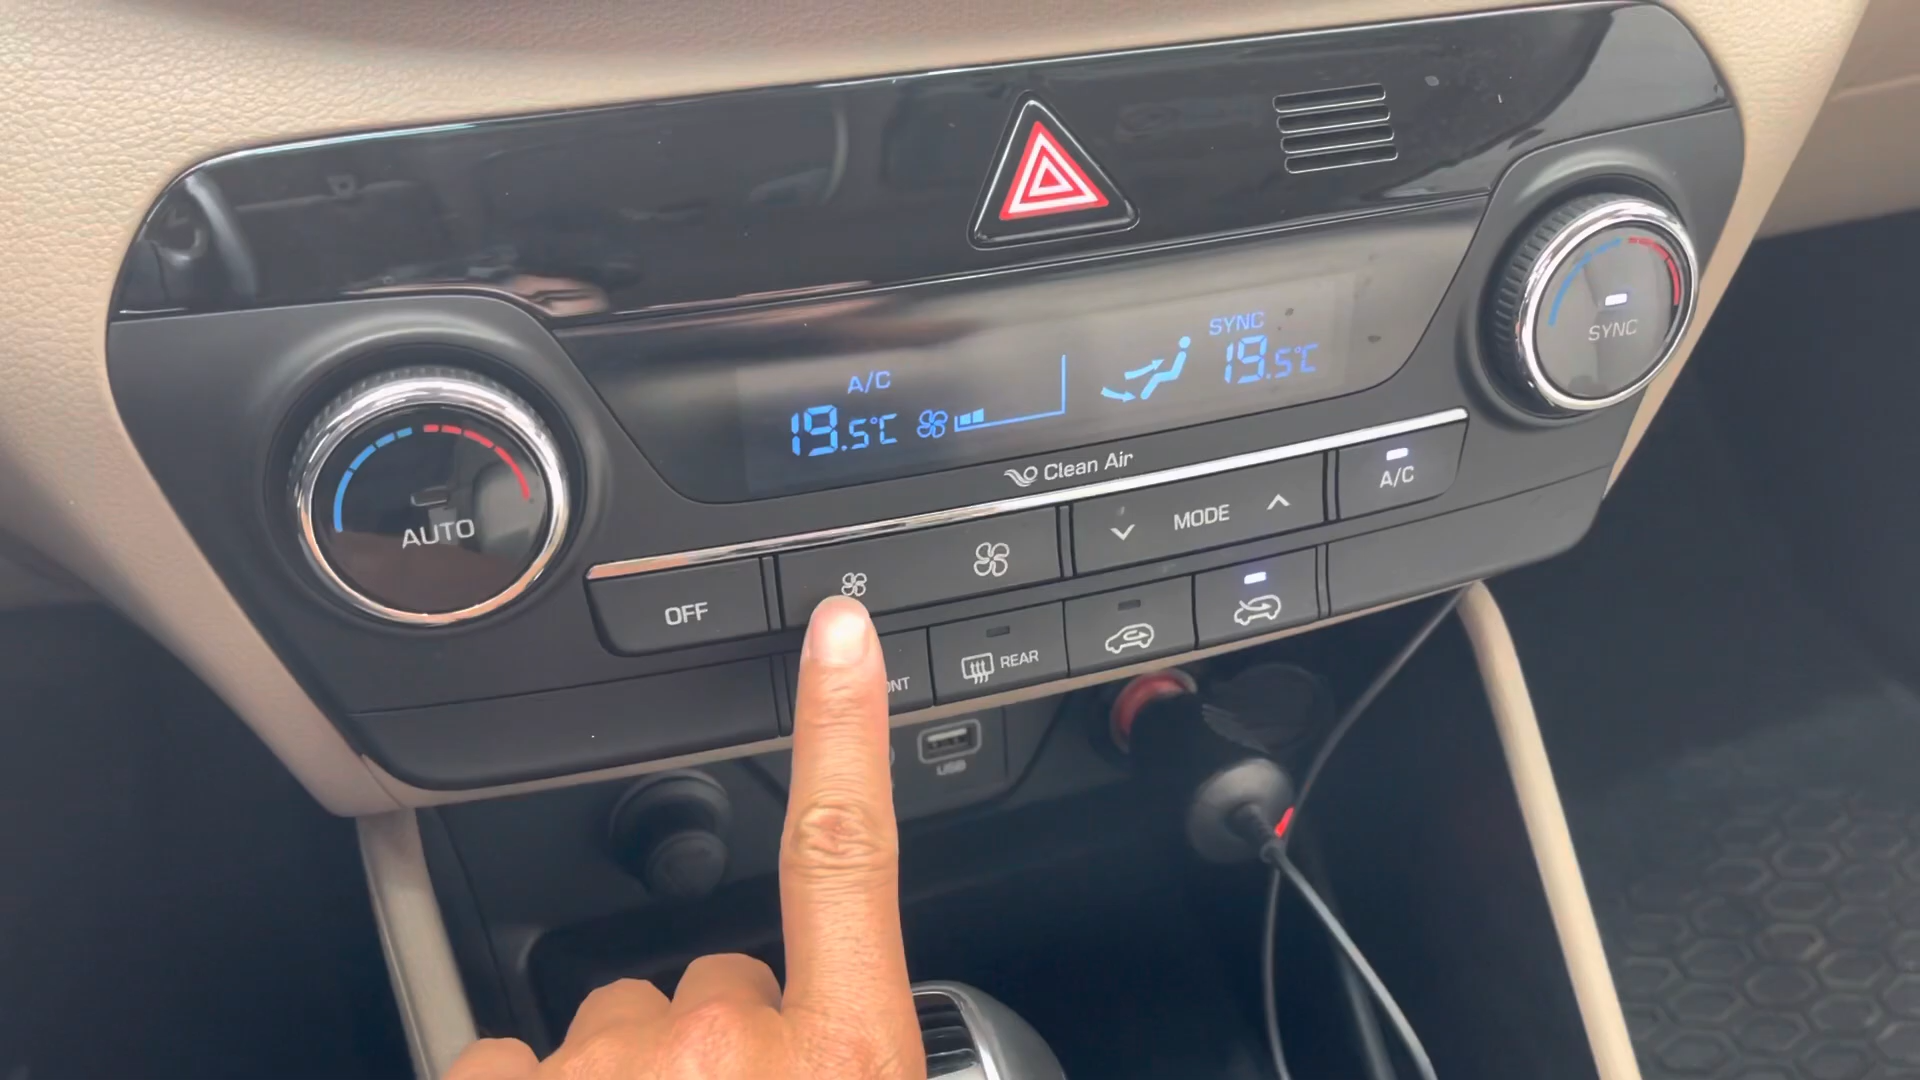 SYNC
A/C
19.5°C
19.5°C
SYNC
Clean Air
AUTO
OFF
MODE
A/C
REAR
USB